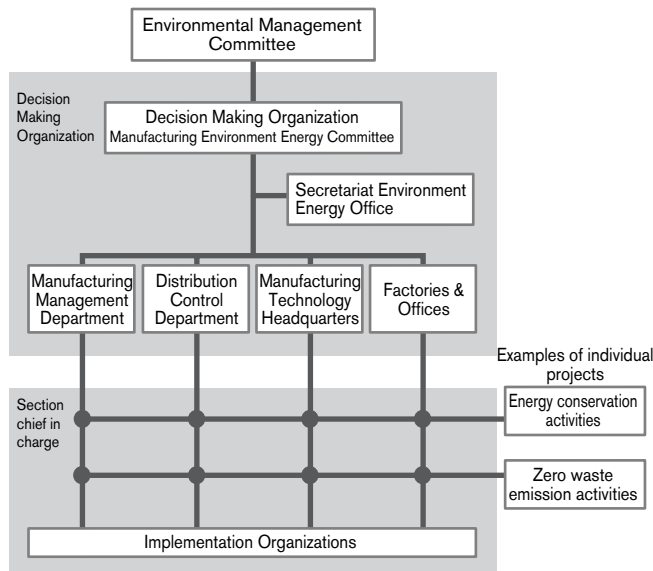 Environmental Management
Committee
Decision
Making
Organization
Decision Making Organization
Manufacturing Environment Energy Committee
Secretariat Environment
Energy Office
Manufacturing
Management
Department
Distribution
Control
Department
Manufacturing
Technology
Headquarters
Factories &
Offices
Examples of individual
projects
Section
chief in
charge
Energy conservation
activities
Zero waste
emission activities
Implementation Organizations